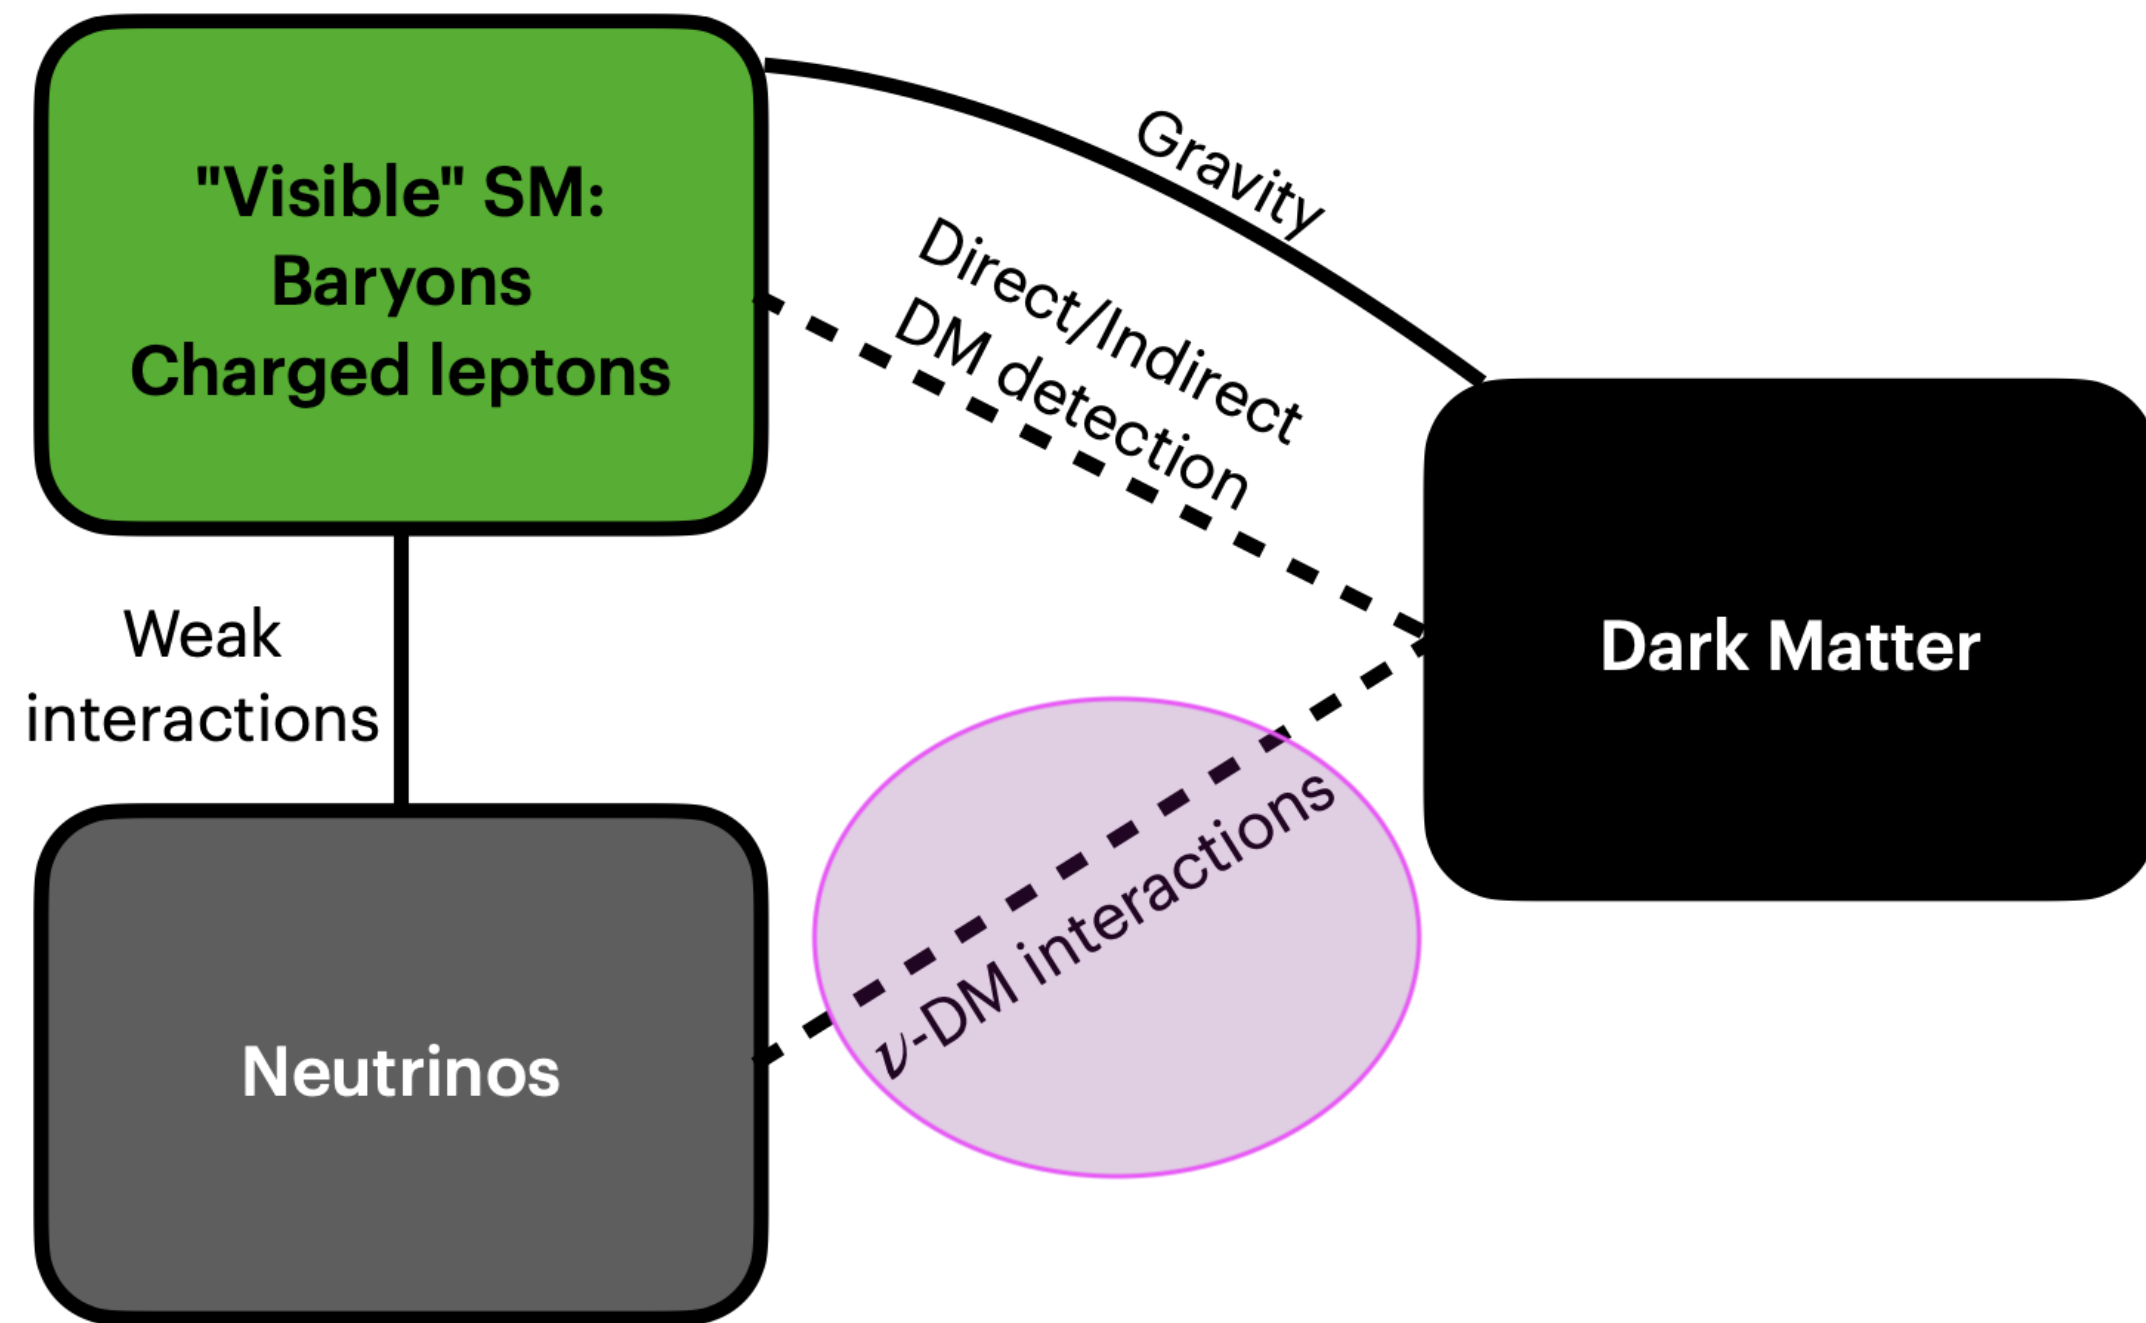 "Visible" SM:
Baryons
Charged leptons
Gravity
Direct/Indirect
DM detection
Weak
interactions
Dark Matter
ν-DM interactions
Neutrinos